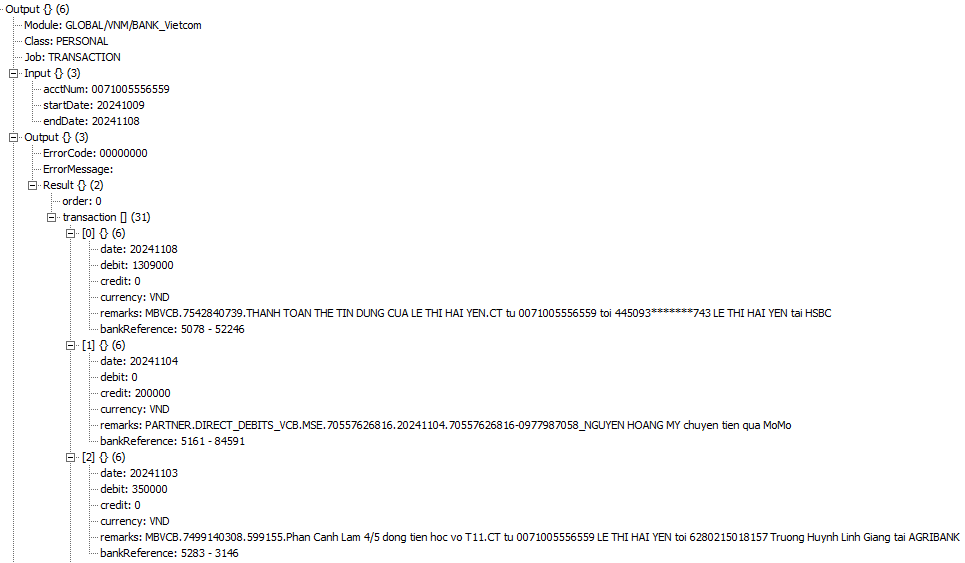 Output {} (6)
Module: GLOBAL/VNM/BANK_Vietcom
Class: PERSONAL
Job: TRANSACTION
Input {} (3)
acctNum: 0071005556559
startDate: 20241009
endDate: 20241108
Output {} (3)
ErrorCode: 00000000
ErrorMessage:
Result {} (2)
order: 0
transaction [] (31)
[0] {} (6)
date: 20241108
debit: 1309000
credit: 0
currency: VND
remarks: MBVCB.7542840739.THANH TOAN THE TIN DUNG CUA LE THI HAI YEN.CT tu 0071005556559 toi 445093*******743 LE THI HAI YEN tai HSBC
bankReference: 5078 - 52246
[1] {} (6)
date: 20241104
debit: 0
credit: 200000
currency: VND
remarks: PARTNER.DIRECT_DEBITS_VCB.MSE.70557626816.20241104.70557626816-0977987058_NGUYEN HOANG MY chuyen tien qua MoMo
bankReference: 5161 - 84591
[2] {} (6)
date: 20241103
debit: 350000
credit: 0
currency: VND
remarks: MBVCB.7499140308.599155.Phan Canh Lam 4/5 dong tien hoc vo T11.CT tu 0071005556559 LE THI HAI YEN toi 6280215018157 Truong Huynh Linh Giang tai AGRIBANK
bankReference: 5283 - 3146